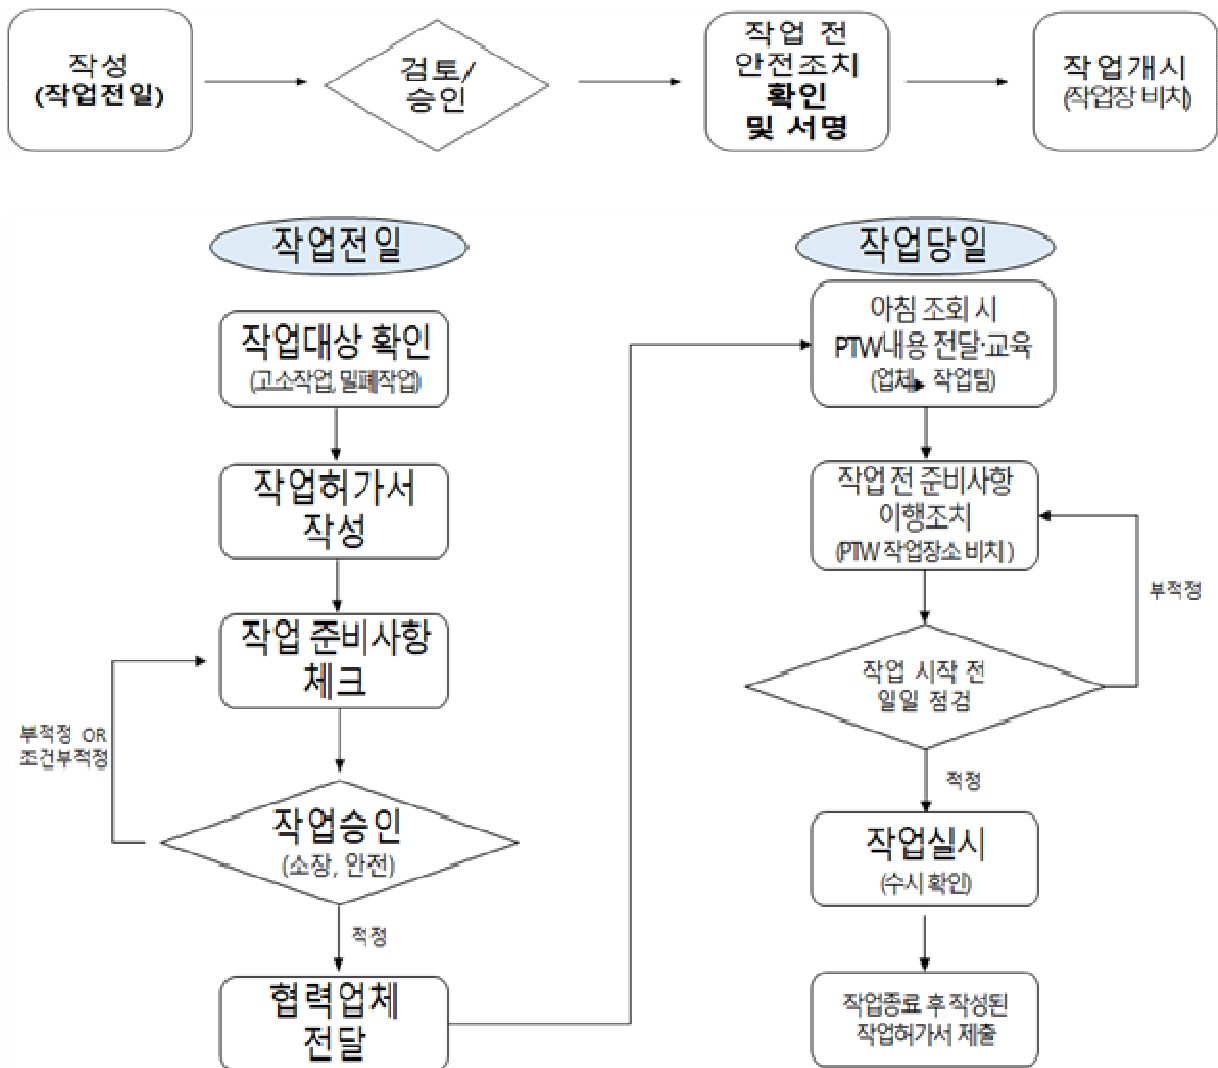 작성
(작업전일)
검토/
승인
작업 전
안전조치
확인
및 서명
작업개시
(작업장 비치)
작업전일
작업대상 확인
(고소작업, 밀폐작업)
작업허가서
작성
작업 준비사항
체크
부적정 OR
조건부적정
작업승인
(소장, 안전)
적정
협력업체
전달
작업당일
아침 조회 시
PTW내용 전달·교육
(업체▶ 작업팀)
작업 전 준비사항
이행조치
(PTW 작업장소 비치)
부적정
작업 시작 전
일일 점검
적정
작업실시
(수시 확인)
작업종료 후 작성된
작업허가서 제출